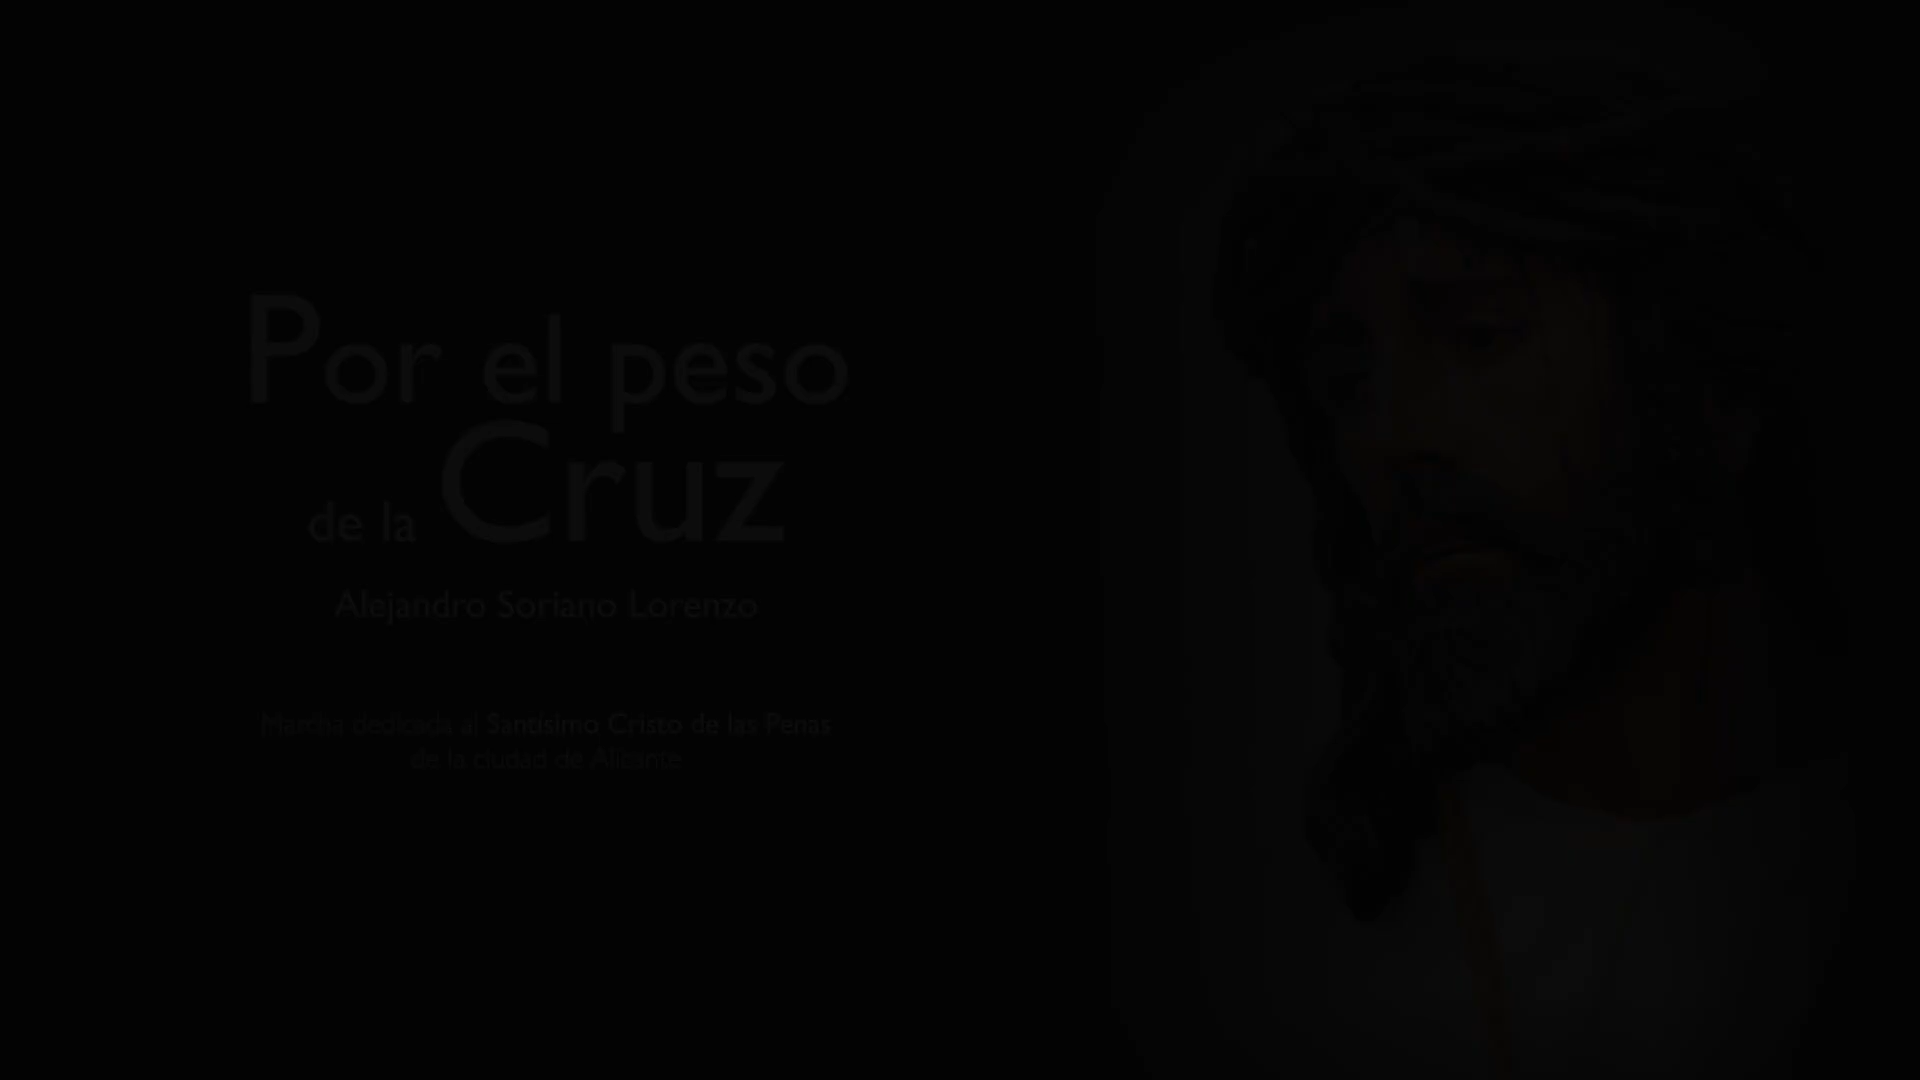 Por el peso
de la Cruz
Alejandro Soriano Lorenzo
Marcha dedicada al Santísimo Cristo de las Penas
de la ciudad de Alicante